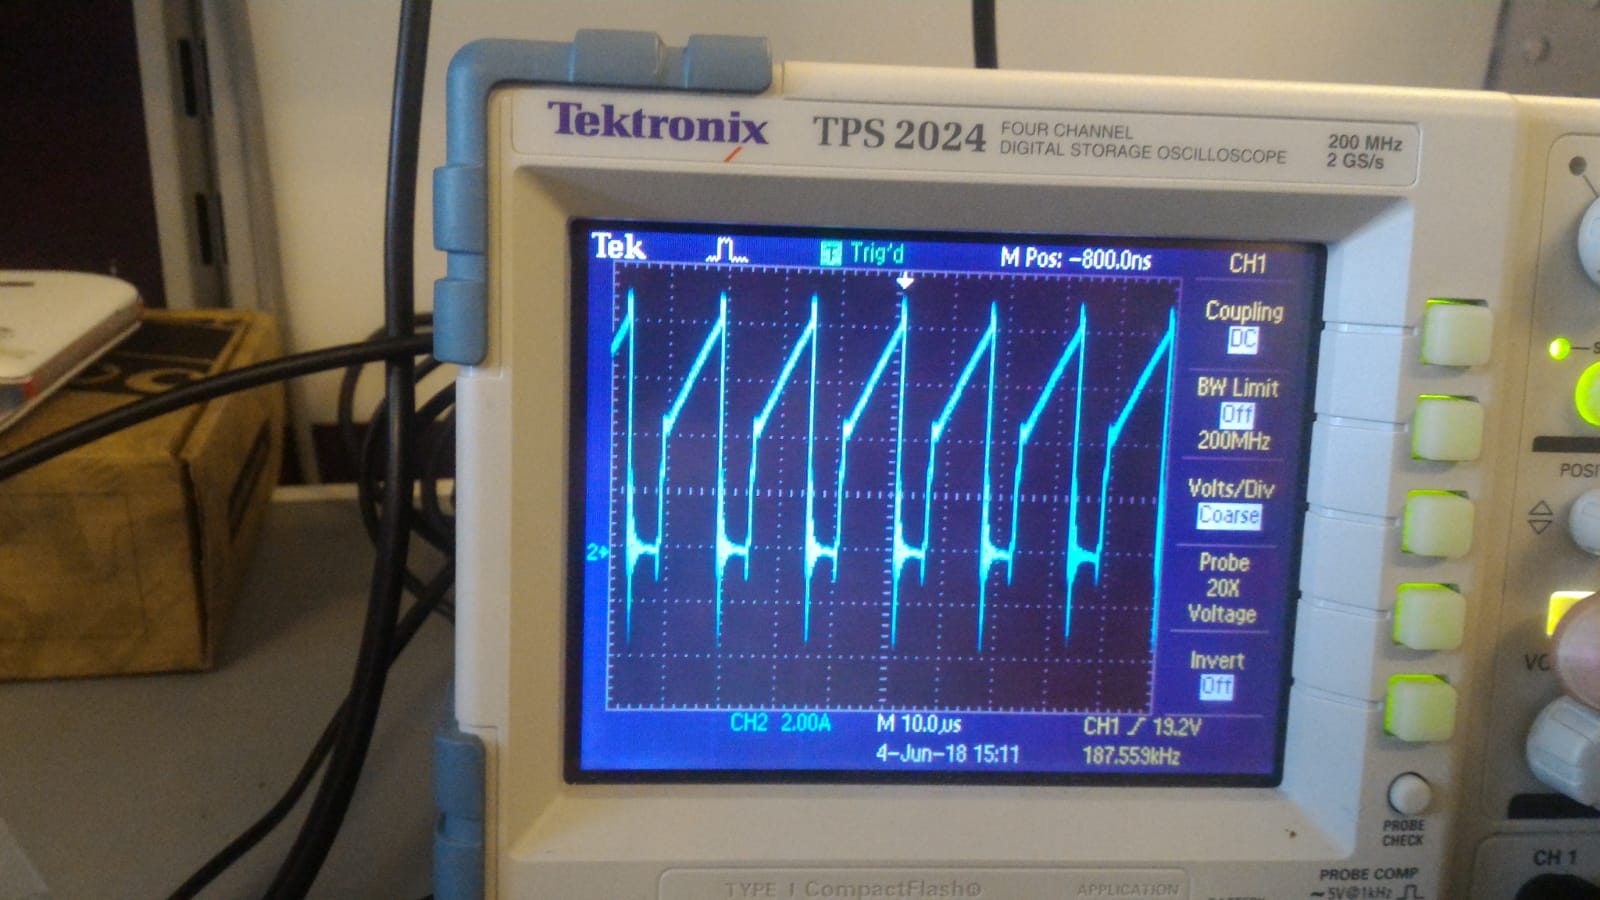 Tektronix TPS 2024 FOUR CHANNEL DIGITAL STORAGE OSCILLOSCOPE 200 MHz 2 GS/s
Tek Trig'd M Pos: -800.0ns CH1
Coupling
DC
BW Limit
Off
200MHz
Volts/Div
Coarse
Probe
20X
Voltage
Invert
Off
2
CH2 2.00A M 10.0µs CH1 19.2V
4-Jun-18 15:11 187.559kHz
PROBE
CHECK
CH 1
PROBE COMP
~5V@1kHz
TYPE I CompactFlash APPLICATION